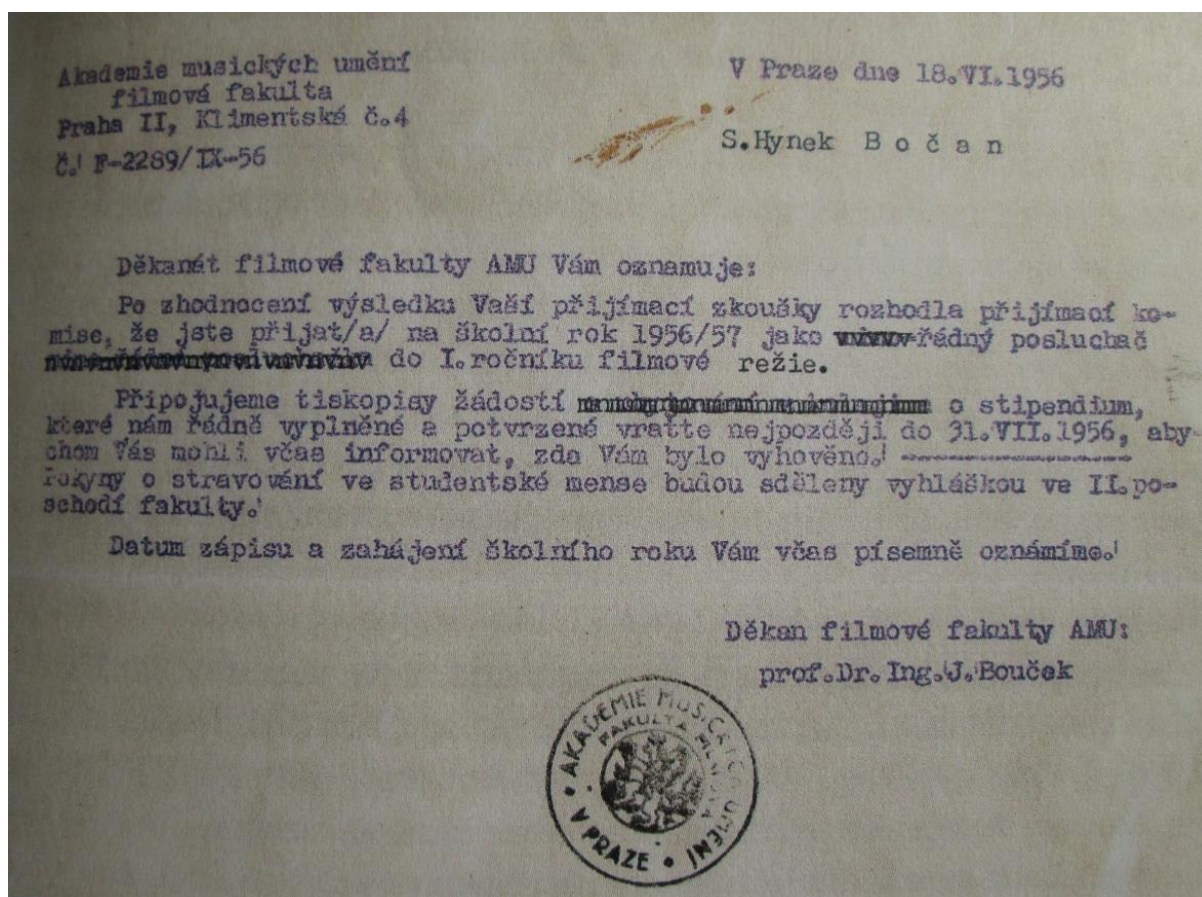 Akademie musických umění
filmová fakulta
Praha II, Klimentská č.4
č. F-2289/IX-56
V Praze dne 18.VI.1956
S.Hynek Bočan
Děkanát filmové fakulty AMU Vám oznamuje:
Po zhodnocení výsledku Vaší přijímací zkoušky rozhodla přijímací ko-
mise, že jste přijat/a/ na školní rok 1956/57 jako řádný posluchač
do I.ročníku filmové režie.
Připojujeme tiskopisy žádostí o stipendium,
které nám řádně vyplněné a potvrzené vraťte nejpozději do 31.VII.1956, aby-
chom Vás mohli včas informovat, zda Vám bylo vyhověno.
Pokyny o stravování ve studentské mense budou sděleny vyhláškou ve II.po-
schodí fakulty.
Datum zápisu a zahájení školního roku Vám včas písemně oznámíme.
Děkan filmové fakulty AMU:
prof.Dr.Ing.J.Bouček
AKADEMIE MUSICKÝCH UMĚNÍ
V PRAZE
FAKULTA FILMOVÁ